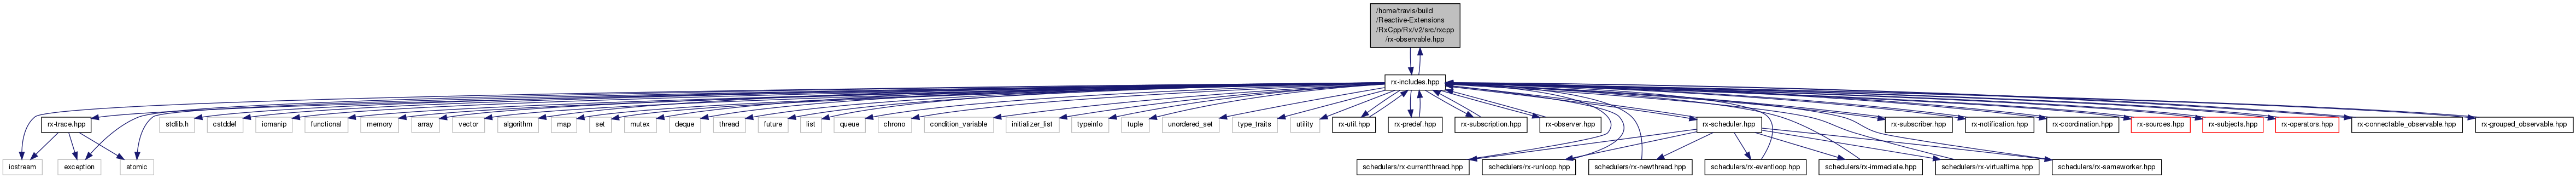 /home/travis/build
/Reactive-Extensions
/RxCpp/Rx/v2/src/rxcpp
/rx-observable.hpp
rx-includes.hpp
rx-trace.hpp
stdlib.h
cstddef
iomanip
functional
memory
array
vector
algorithm
map
set
mutex
deque
thread
future
list
queue
chrono
condition_variable
initializer_list
typeinfo
tuple
unordered_set
type_traits
utility
rx-util.hpp
rx-predef.hpp
rx-subscription.hpp
rx-observer.hpp
rx-scheduler.hpp
rx-subscriber.hpp
rx-notification.hpp
rx-coordination.hpp
rx-sources.hpp
rx-subjects.hpp
rx-operators.hpp
rx-connectable_observable.hpp
rx-grouped_observable.hpp
iostream
exception
atomic
schedulers/rx-currentthread.hpp
schedulers/rx-runloop.hpp
schedulers/rx-newthread.hpp
schedulers/rx-eventloop.hpp
schedulers/rx-immediate.hpp
schedulers/rx-virtualtime.hpp
schedulers/rx-sameworker.hpp